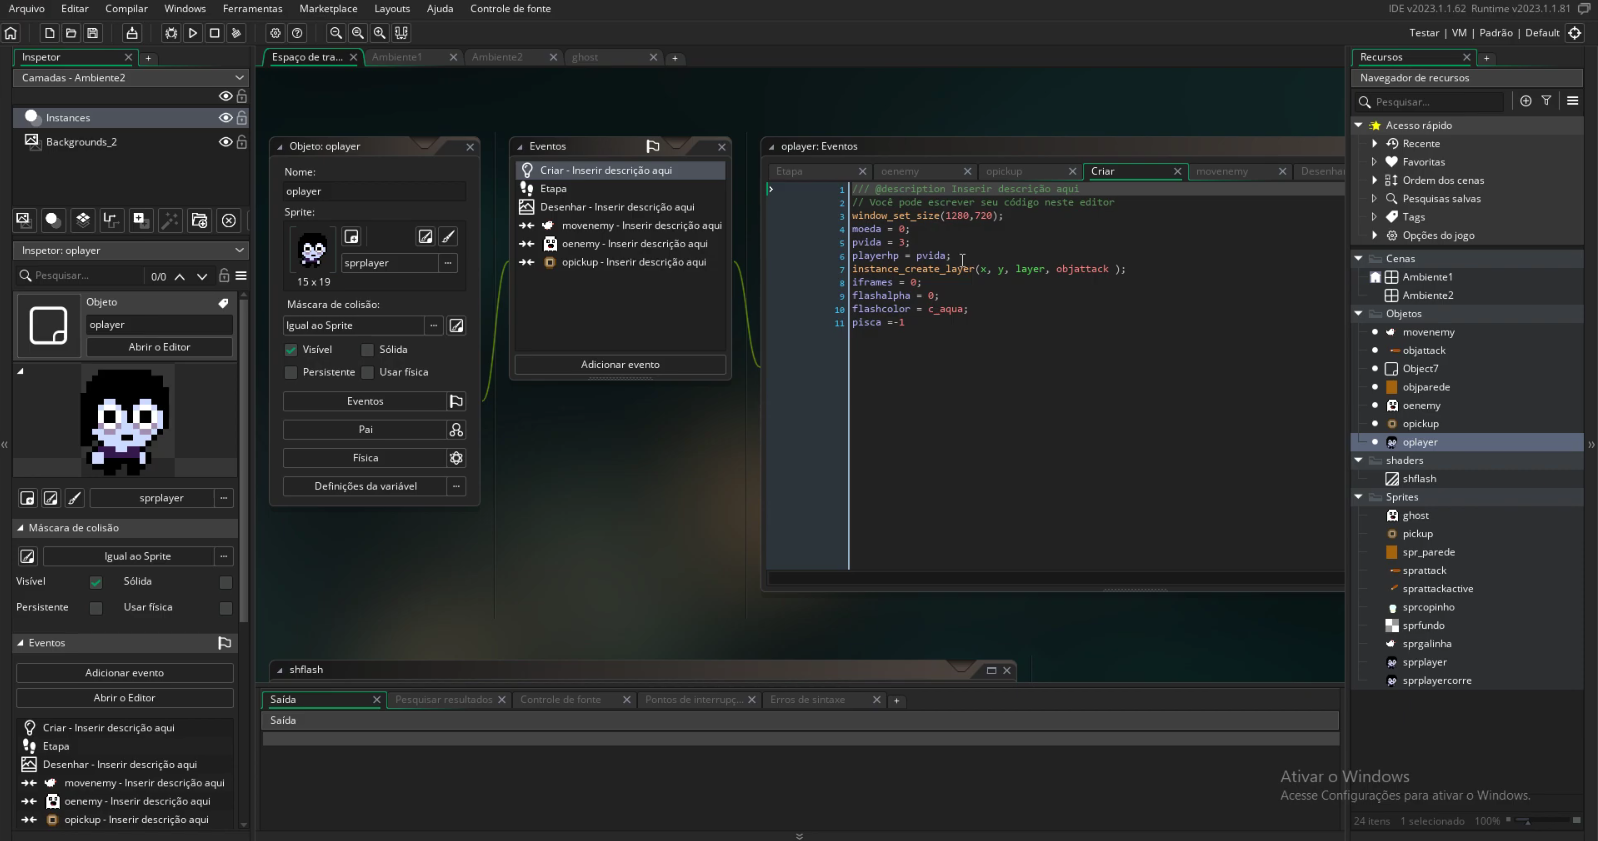 Arquivo Editar Compilar Windows Ferramentas Marketplace Layouts Ajuda Controle de fonte
IDE v2023.1.1.62 Runtime v2023.1.1.81
Testar | VM | Padrão | Default
Inspetor
Espaço de tra...
Ambiente1
Ambiente2
ghost
Recursos
Camadas - Ambiente2
Instances
Backgrounds_2
Inspetor: oplayer
Pesquisar...
0/0
Objeto
oplayer
Abrir o Editor
sprplayer
Máscara de colisão
Igual ao Sprite
Visível
Sólida
Persistente
Usar física
Eventos
Adicionar evento
Abrir o Editor
Criar - Inserir descrição aqui
Etapa
Desenhar - Inserir descrição aqui
movenemy - Inserir descrição aqui
oenemy - Inserir descrição aqui
opickup - Inserir descrição aqui
Objeto: oplayer
Nome:
oplayer
Sprite:
sprplayer
15 x 19
Máscara de colisão:
Igual ao Sprite
Visível
Sólida
Persistente
Usar física
Eventos
Pai
Física
Definições da variável
Eventos
Criar - Inserir descrição aqui
Etapa
Desenhar - Inserir descrição aqui
movenemy - Inserir descrição aqui
oenemy - Inserir descrição aqui
opickup - Inserir descrição aqui
Adicionar evento
oplayer: Eventos
Etapa
oenemy
opickup
Criar
movenemy
Desenhar
1 /// @description Inserir descrição aqui
2 // Você pode escrever seu código neste editor
3 window_set_size(1280,720);
4 moeda = 0;
5 pvida = 3;
6 playerhp = pvida;
7 instance_create_layer(x, y, layer, objattack );
8 iframes = 0;
9 flashalpha = 0;
10 flashcolor = c_aqua;
11 pisca =-1
shflash
Saída
Pesquisar resultados
Controle de fonte
Pontos de interrupç...
Erros de sintaxe
Saída
Navegador de recursos
Pesquisar...
Acesso rápido
Recente
Favoritas
Ordem dos cenas
Pesquisas salvas
Tags
Opções do jogo
Cenas
Ambiente1
Ambiente2
Objetos
movenemy
objattack
Object7
objparede
oenemy
opickup
oplayer
shaders
shflash
Sprites
ghost
pickup
spr_parede
sprattack
sprattackactive
sprcopinho
sprfundo
sprgalinha
sprplayer
sprplayercorre
Ativar o Windows
Acesse Configurações para ativar o Windows.
24 itens 1 selecionado 100%